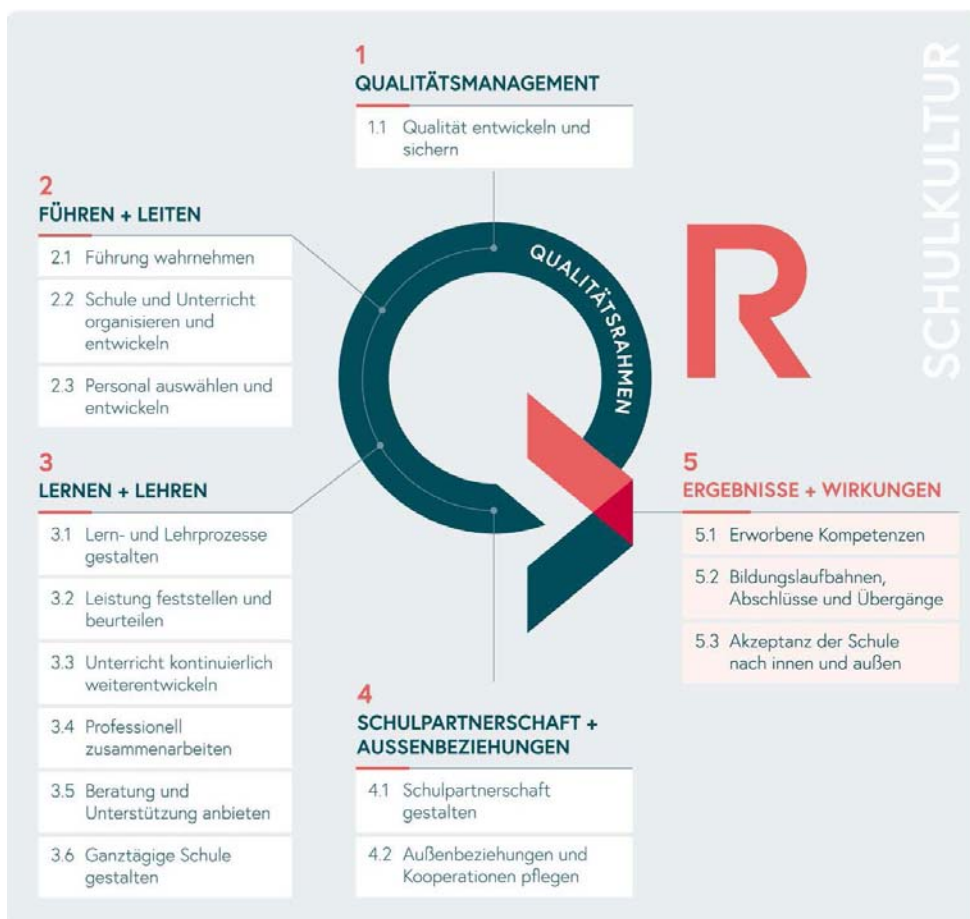 SCHULKULTUR
1
QUALITÄTSMANAGEMENT
1.1 Qualität entwickeln und
sichern
2
FÜHREN + LEITEN
2.1 Führung wahrnehmen
2.2 Schule und Unterricht
organisieren und
entwickeln
2.3 Personal auswählen und
entwickeln
QUALITÄTSRAHMEN
R
3
LERNEN + LEHREN
3.1 Lern- und Lehrprozesse
gestalten
3.2 Leistung feststellen und
beurteilen
3.3 Unterricht kontinuierlich
weiterentwickeln
3.4 Professionell
zusammenarbeiten
3.5 Beratung und
Unterstützung anbieten
3.6 Ganztägige Schule
gestalten
4
SCHULPARTNERSCHAFT +
AUSSENBEZIEHUNGEN
4.1 Schulpartnerschaft
gestalten
4.2 Außenbeziehungen und
Kooperationen pflegen
5
ERGEBNISSE + WIRKUNGEN
5.1 Erworbene Kompetenzen
5.2 Bildungslaufbahnen,
Abschlüsse und Übergänge
5.3 Akzeptanz der Schule
nach innen und außen